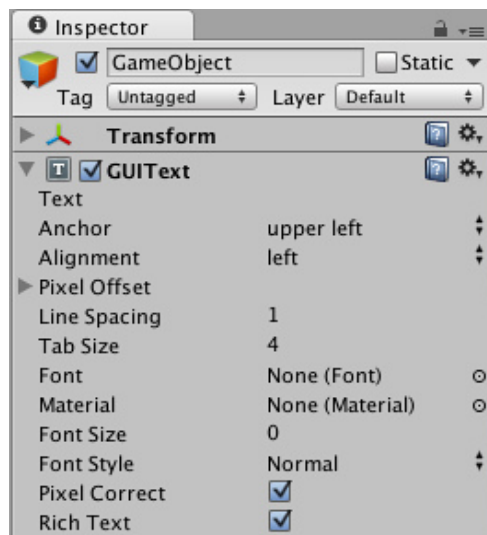 Inspector
GameObject Static
Tag Untagged Layer Default
Transform
GUIText
Text
Anchor upper left
Alignment left
Pixel Offset
Line Spacing 1
Tab Size 4
Font None (Font)
Material None (Material)
Font Size 0
Font Style Normal
Pixel Correct
Rich Text